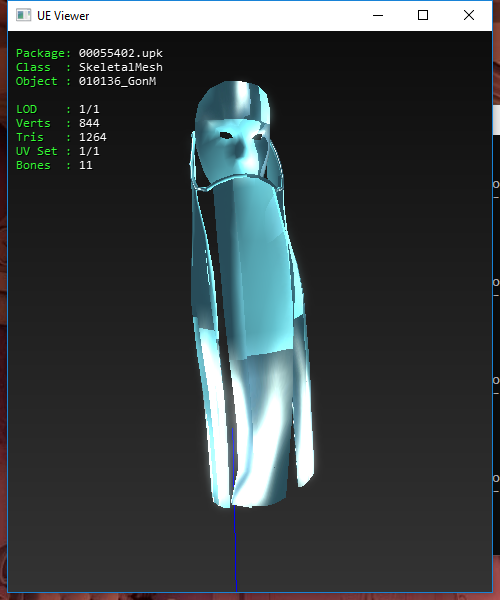 UE Viewer
Package: 00055402.upk
Class  : SkeletalMesh
Object : 010136_GonM
LOD    : 1/1
Verts  : 844
Tris   : 1264
UV Set : 1/1
Bones  : 11